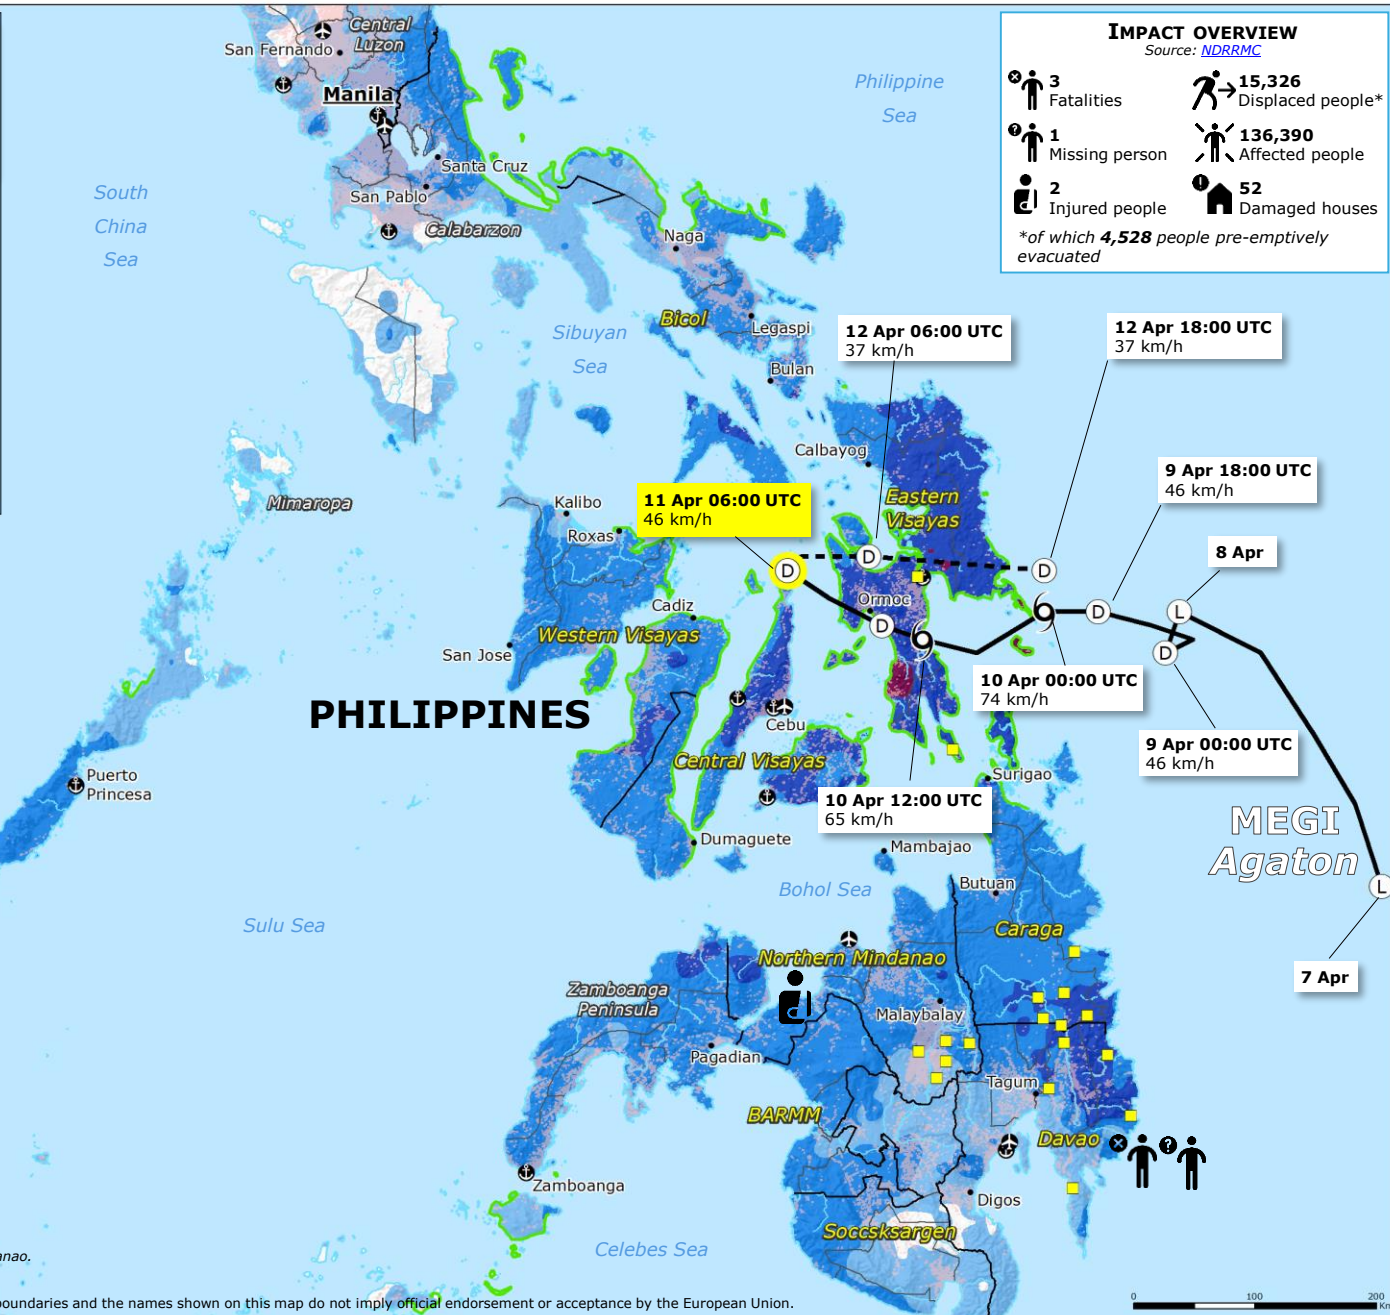 IMPACT OVERVIEW
Source: NDRRMC
3
Fatalities
15,326
Displaced people*
1
Missing person
136,390
Affected people
2
Injured people
52
Damaged houses
*of which 4,528 people pre-emptively
evacuated
Central
Luzon
San Fernando
Manila
Philippine
Sea
Santa Cruz
San Pablo
Calabarzon
South
China
Sea
Naga
Bicol
Legaspi
Sibuyan
Sea
Bulan
12 Apr 06:00 UTC
37 km/h
12 Apr 18:00 UTC
37 km/h
Calbayog
9 Apr 18:00 UTC
46 km/h
Mimaropa
Kalibo
Roxas
11 Apr 06:00 UTC
46 km/h
Eastern
Visayas
8 Apr
D
D
D
D
L
D
D
Ormoc
Cadiz
Western Visayas
San Jose
10 Apr 00:00 UTC
74 km/h
PHILIPPINES
Cebu
9 Apr 00:00 UTC
46 km/h
Central Visayas
Surigao
Puerto
Princesa
10 Apr 12:00 UTC
65 km/h
MEGI
Agaton
Dumaguete
Mambajao
L
Bohol Sea
Butuan
Sulu Sea
Caraga
Northern Mindanao
7 Apr
Zamboanga
Peninsula
Malaybalay
Pagadian
Tagum
BARMM
Davao
Zamboanga
Digos
Soccsksargen
Celebes Sea
anao.
boundaries and the names shown on this map do not imply official endorsement or acceptance by the European Union.
0 100 200
Km